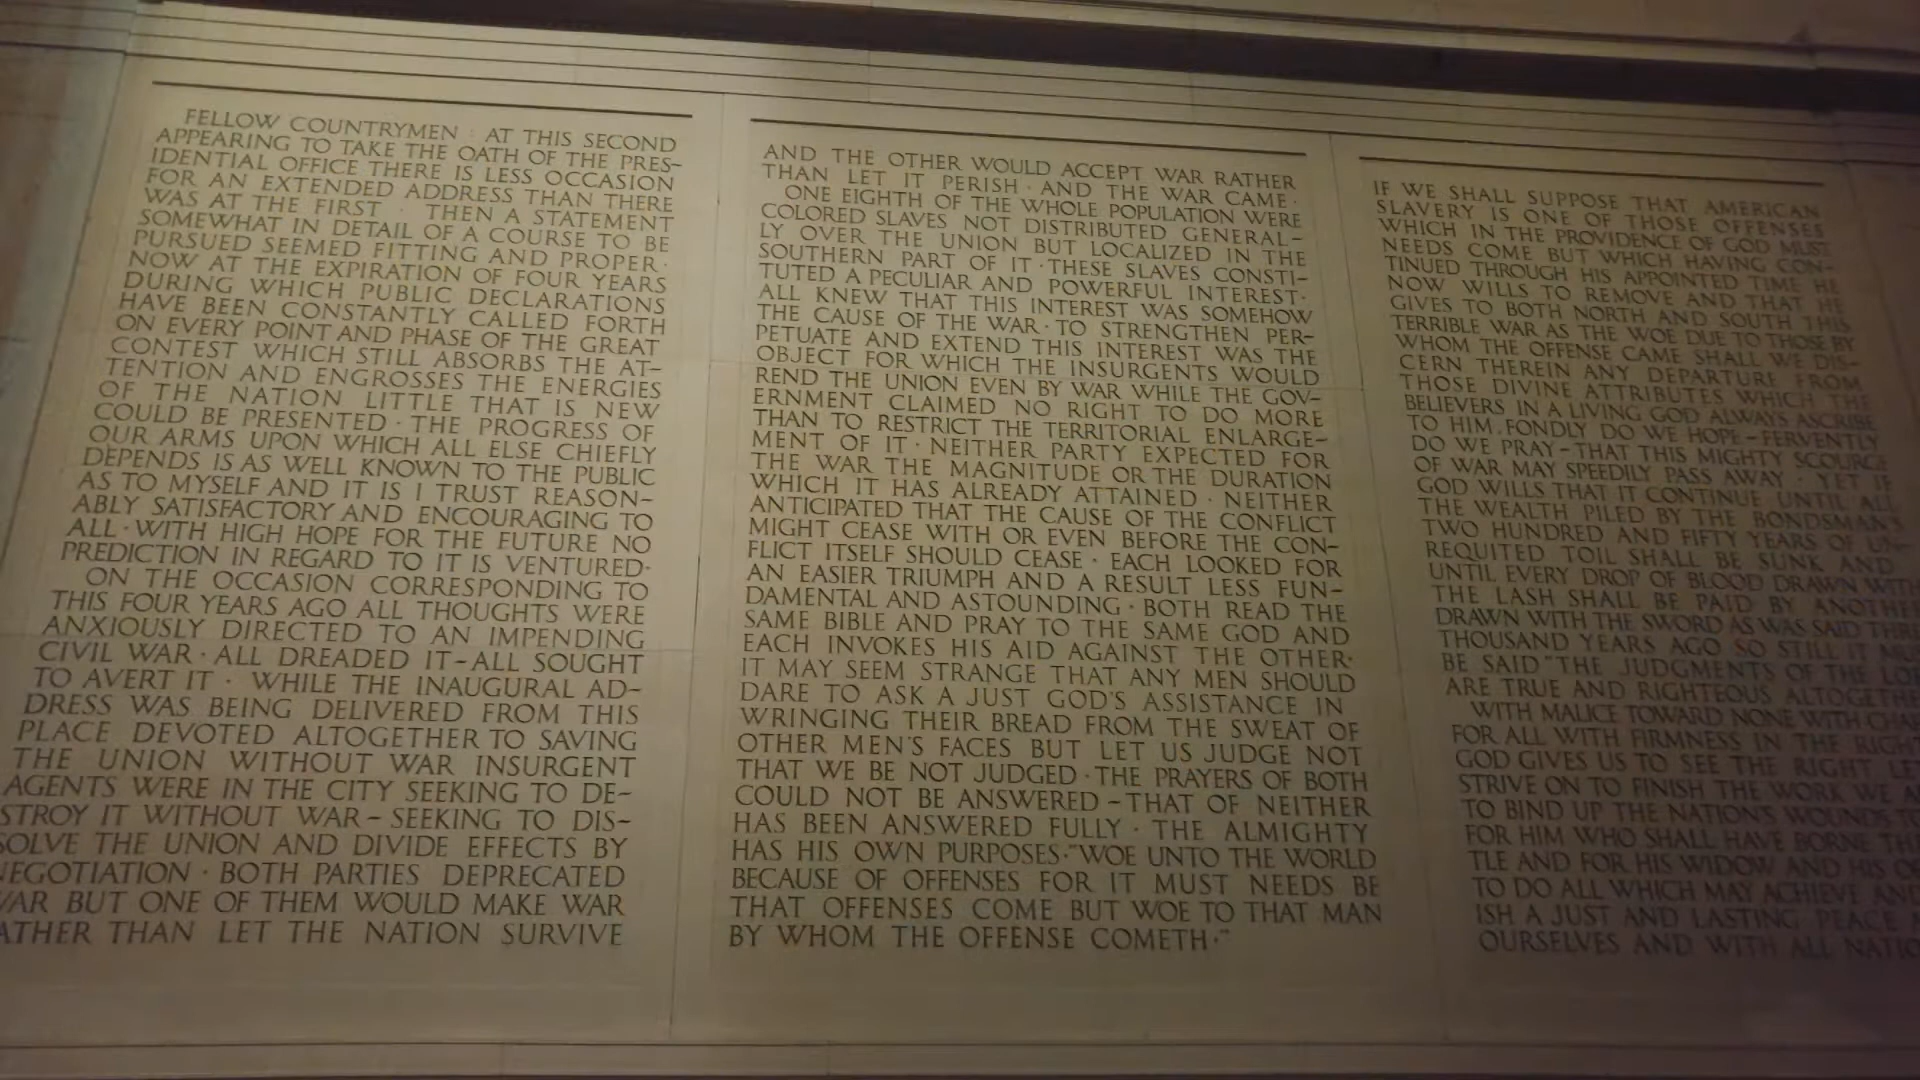 FELLOW COUNTRYMEN · AT THIS SECOND
APPEARING TO TAKE THE OATH OF THE PRES–
IDENTIAL OFFICE THERE IS LESS OCCASION
FOR AN EXTENDED ADDRESS THAN THERE
WAS AT THE FIRST · THEN A STATEMENT
SOMEWHAT IN DETAIL OF A COURSE TO BE
PURSUED SEEMED FITTING AND PROPER ·
NOW AT THE EXPIRATION OF FOUR YEARS
DURING WHICH PUBLIC DECLARATIONS
HAVE BEEN CONSTANTLY CALLED FORTH
ON EVERY POINT AND PHASE OF THE GREAT
CONTEST WHICH STILL ABSORBS THE AT–
TENTION AND ENGROSSES THE ENERGIES
OF THE NATION LITTLE THAT IS NEW
COULD BE PRESENTED · THE PROGRESS OF
OUR ARMS UPON WHICH ALL ELSE CHIEFLY
DEPENDS IS AS WELL KNOWN TO THE PUBLIC
AS TO MYSELF AND IT IS I TRUST REASON–
ABLY SATISFACTORY AND ENCOURAGING TO
ALL · WITH HIGH HOPE FOR THE FUTURE NO
PREDICTION IN REGARD TO IT IS VENTURED ·
ON THE OCCASION CORRESPONDING TO
THIS FOUR YEARS AGO ALL THOUGHTS WERE
ANXIOUSLY DIRECTED TO AN IMPENDING
CIVIL WAR · ALL DREADED IT – ALL SOUGHT
TO AVERT IT · WHILE THE INAUGURAL AD–
DRESS WAS BEING DELIVERED FROM THIS
PLACE DEVOTED ALTOGETHER TO SAVING
THE UNION WITHOUT WAR INSURGENT
AGENTS WERE IN THE CITY SEEKING TO DE–
STROY IT WITHOUT WAR – SEEKING TO DIS–
SOLVE THE UNION AND DIVIDE EFFECTS BY
NEGOTIATION · BOTH PARTIES DEPRECATED
WAR BUT ONE OF THEM WOULD MAKE WAR
RATHER THAN LET THE NATION SURVIVE
AND THE OTHER WOULD ACCEPT WAR RATHER
THAN LET IT PERISH · AND THE WAR CAME ·
ONE EIGHTH OF THE WHOLE POPULATION WERE
COLORED SLAVES NOT DISTRIBUTED GENERAL–
LY OVER THE UNION BUT LOCALIZED IN THE
SOUTHERN PART OF IT · THESE SLAVES CONSTI–
TUTED A PECULIAR AND POWERFUL INTEREST ·
ALL KNEW THAT THIS INTEREST WAS SOMEHOW
THE CAUSE OF THE WAR · TO STRENGTHEN PER–
PETUATE AND EXTEND THIS INTEREST WAS THE
OBJECT FOR WHICH THE INSURGENTS WOULD
REND THE UNION EVEN BY WAR WHILE THE GOV–
ERNMENT CLAIMED NO RIGHT TO DO MORE
THAN TO RESTRICT THE TERRITORIAL ENLARGE–
MENT OF IT · NEITHER PARTY EXPECTED FOR
THE WAR THE MAGNITUDE OR THE DURATION
WHICH IT HAS ALREADY ATTAINED · NEITHER
ANTICIPATED THAT THE CAUSE OF THE CONFLICT
MIGHT CEASE WITH OR EVEN BEFORE THE CON–
FLICT ITSELF SHOULD CEASE · EACH LOOKED FOR
AN EASIER TRIUMPH AND A RESULT LESS FUN–
DAMENTAL AND ASTOUNDING · BOTH READ THE
SAME BIBLE AND PRAY TO THE SAME GOD AND
EACH INVOKES HIS AID AGAINST THE OTHER ·
IT MAY SEEM STRANGE THAT ANY MEN SHOULD
DARE TO ASK A JUST GOD'S ASSISTANCE IN
WRINGING THEIR BREAD FROM THE SWEAT OF
OTHER MEN'S FACES BUT LET US JUDGE NOT
THAT WE BE NOT JUDGED · THE PRAYERS OF BOTH
COULD NOT BE ANSWERED – THAT OF NEITHER
HAS BEEN ANSWERED FULLY · THE ALMIGHTY
HAS HIS OWN PURPOSES · "WOE UNTO THE WORLD
BECAUSE OF OFFENSES FOR IT MUST NEEDS BE
THAT OFFENSES COME BUT WOE TO THAT MAN
BY WHOM THE OFFENSE COMETH · "
IF WE SHALL SUPPOSE THAT AMERICAN
SLAVERY IS ONE OF THOSE OFFENSES
WHICH IN THE PROVIDENCE OF GOD MUST
NEEDS COME BUT WHICH HAVING CON–
TINUED THROUGH HIS APPOINTED TIME HE
NOW WILLS TO REMOVE AND THAT HE
GIVES TO BOTH NORTH AND SOUTH THIS
TERRIBLE WAR AS THE WOE DUE TO THOSE BY
WHOM THE OFFENSE CAME SHALL WE DIS–
CERN THEREIN ANY DEPARTURE FROM
THOSE DIVINE ATTRIBUTES WHICH THE
BELIEVERS IN A LIVING GOD ALWAYS ASCRIBE
TO HIM · FONDLY DO WE HOPE – FERVENTLY
DO WE PRAY – THAT THIS MIGHTY SCOURGE
OF WAR MAY SPEEDILY PASS AWAY · YET IF
GOD WILLS THAT IT CONTINUE UNTIL ALL
THE WEALTH PILED BY THE BONDSMAN'S
TWO HUNDRED AND FIFTY YEARS OF UN–
REQUITED TOIL SHALL BE SUNK AND
UNTIL EVERY DROP OF BLOOD DRAWN WITH
THE LASH SHALL BE PAID BY ANOTHER
DRAWN WITH THE SWORD AS WAS SAID THREE
THOUSAND YEARS AGO SO STILL IT MUST
BE SAID "THE JUDGMENTS OF THE LOR
ARE TRUE AND RIGHTEOUS ALTOGETHE
WITH MALICE TOWARD NONE WITH CHA
FOR ALL WITH FIRMNESS IN THE RIGHT
GOD GIVES US TO SEE THE RIGHT LET
STRIVE ON TO FINISH THE WORK WE A
TO BIND UP THE NATION'S WOUNDS TO
FOR HIM WHO SHALL HAVE BORNE THE
TLE AND FOR HIS WIDOW AND HIS O
TO DO ALL WHICH MAY ACHIEVE AND
ISH A JUST AND LASTING PEACE A
OURSELVES AND WITH ALL NATIO